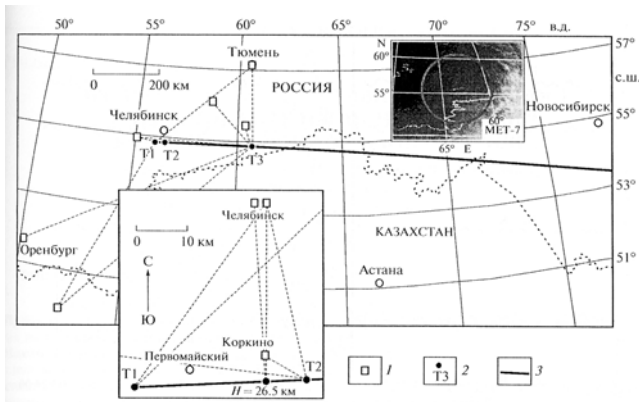 50° 55° 60° 65° 70° 75° в.д.
57°
с.ш.
55°
53°
51°
0 200 км
Тюмень
РОССИЯ
Челябинск
Новосибирск
Т1 Т2 Т3
N
60°
55°
60°
65° E
МЕТ-7
Оренбург
КАЗАХСТАН
Астана
Челябинск
0 10 км
С
Ю
Коркино
Первомайский
Т1 Т2
H = 26.5 км
1 Т3 2 3